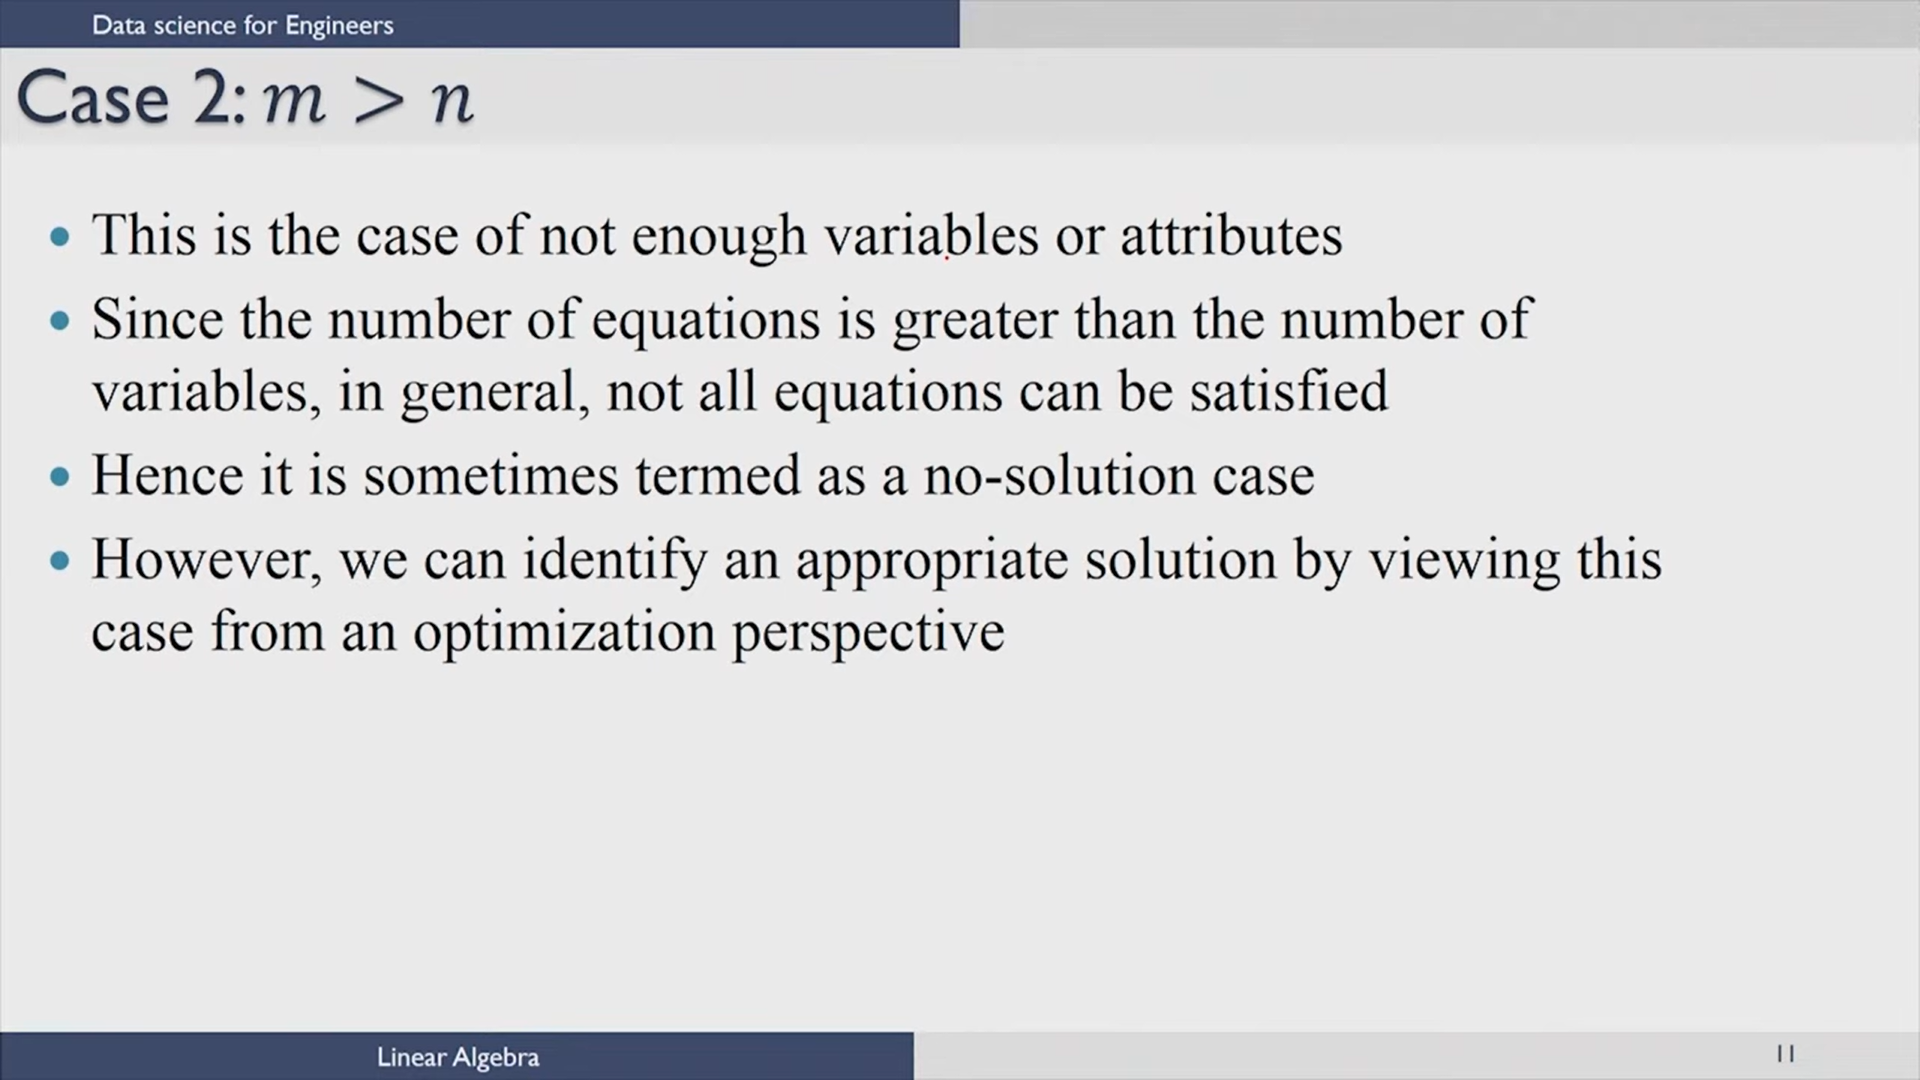 Data science for Engineers
Case 2: m > n
• This is the case of not enough variables or attributes
• Since the number of equations is greater than the number of
variables, in general, not all equations can be satisfied
• Hence it is sometimes termed as a no-solution case
• However, we can identify an appropriate solution by viewing this
case from an optimization perspective
Linear Algebra
11